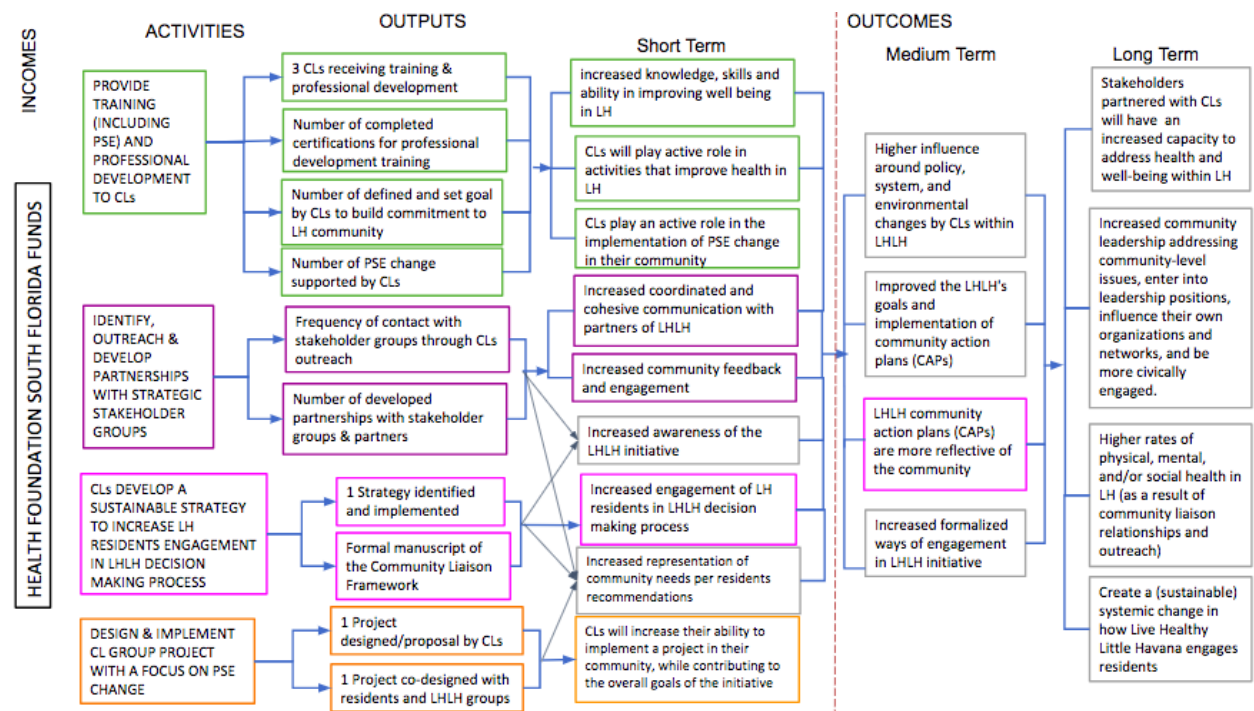 INCOMES
HEALTH FOUNDATION SOUTH FLORIDA FUNDS
ACTIVITIES
PROVIDE
TRAINING
(INCLUDING
PSE) AND
PROFESSIONAL
DEVELOPMENT
TO CLs
IDENTIFY,
OUTREACH &
DEVELOP
PARTNERSHIPS
WITH STRATEGIC
STAKEHOLDER
GROUPS
CLs DEVELOP A
SUSTAINABLE STRATEGY
TO INCREASE LH
RESIDENTS ENGAGEMENT
IN LHLH DECISION
MAKING PROCESS
DESIGN & IMPLEMENT
CL GROUP PROJECT
WITH A FOCUS ON PSE
CHANGE
OUTPUTS
3 CLs receiving training &
professional development
Number of completed
certifications for professional
development training
Number of defined and set goal
by CLs to build commitment to
LH community
Number of PSE change
supported by CLs
Frequency of contact with
stakeholder groups through CLs
outreach
Number of developed
partnerships with stakeholder
groups & partners
1 Strategy identified
and implemented
Formal manuscript of
the Community Liaison
Framework
1 Project
designed/proposal by CLs
1 Project co-designed with
residents and LHLH groups
OUTCOMES
Short Term
increased knowledge, skills and
ability in improving well being
in LH
CLs will play active role in
activities that improve health in
LH
CLs play an active role in the
implementation of PSE change
in their community
Increased coordinated and
cohesive communication with
partners of LHLH
Increased community feedback
and engagement
Increased awareness of the
LHLH initiative
Increased engagement of LH
residents in LHLH decision
making process
Increased representation of
community needs per residents
recommendations
CLs will increase their ability to
implement a project in their
community, while contributing to
the overall goals of the initiative
Medium Term
Higher influence
around policy,
system, and
environmental
changes by CLs within
LHLH
Improved the LHLH's
goals and
implementation of
community action
plans (CAPs)
LHLH community
action plans (CAPs)
are more reflective of
the community
Increased formalized
ways of engagement
in LHLH initiative
Long Term
Stakeholders
partnered with CLs
will have an
increased capacity to
address health and
well-being within LH
Increased community
leadership addressing
community-level
issues, enter into
leadership positions,
influence their own
organizations and
networks, and be
more civically
engaged.
Higher rates of
physical, mental,
and/or social health in
LH (as a result of
community liaison
relationships and
outreach)
Create a (sustainable)
systemic change in
how Live Healthy
Little Havana engages
residents